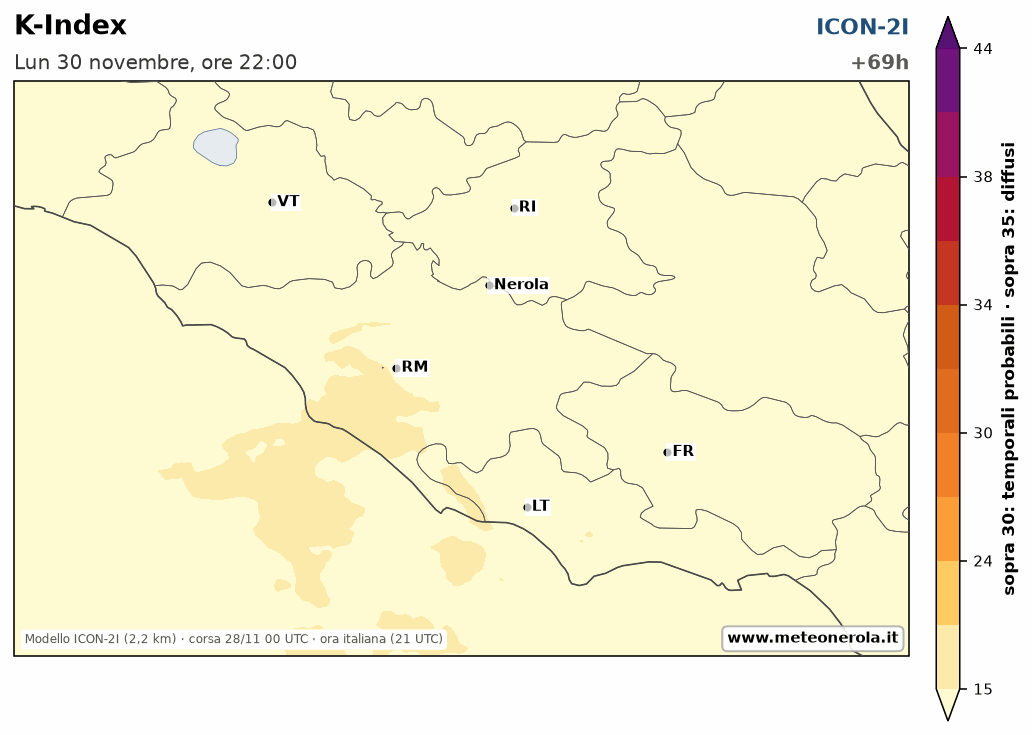 K-Index
ICON-2I
Lun 30 novembre, ore 22:00
+69h
VT
RI
Nerola
RM
FR
LT
Modello ICON-2I (2,2 km) · corsa 28/11 00 UTC · ora italiana (21 UTC)
www.meteonerola.it
44
38
34
30
24
15
sopra 30: temporali probabili · sopra 35: diffusi